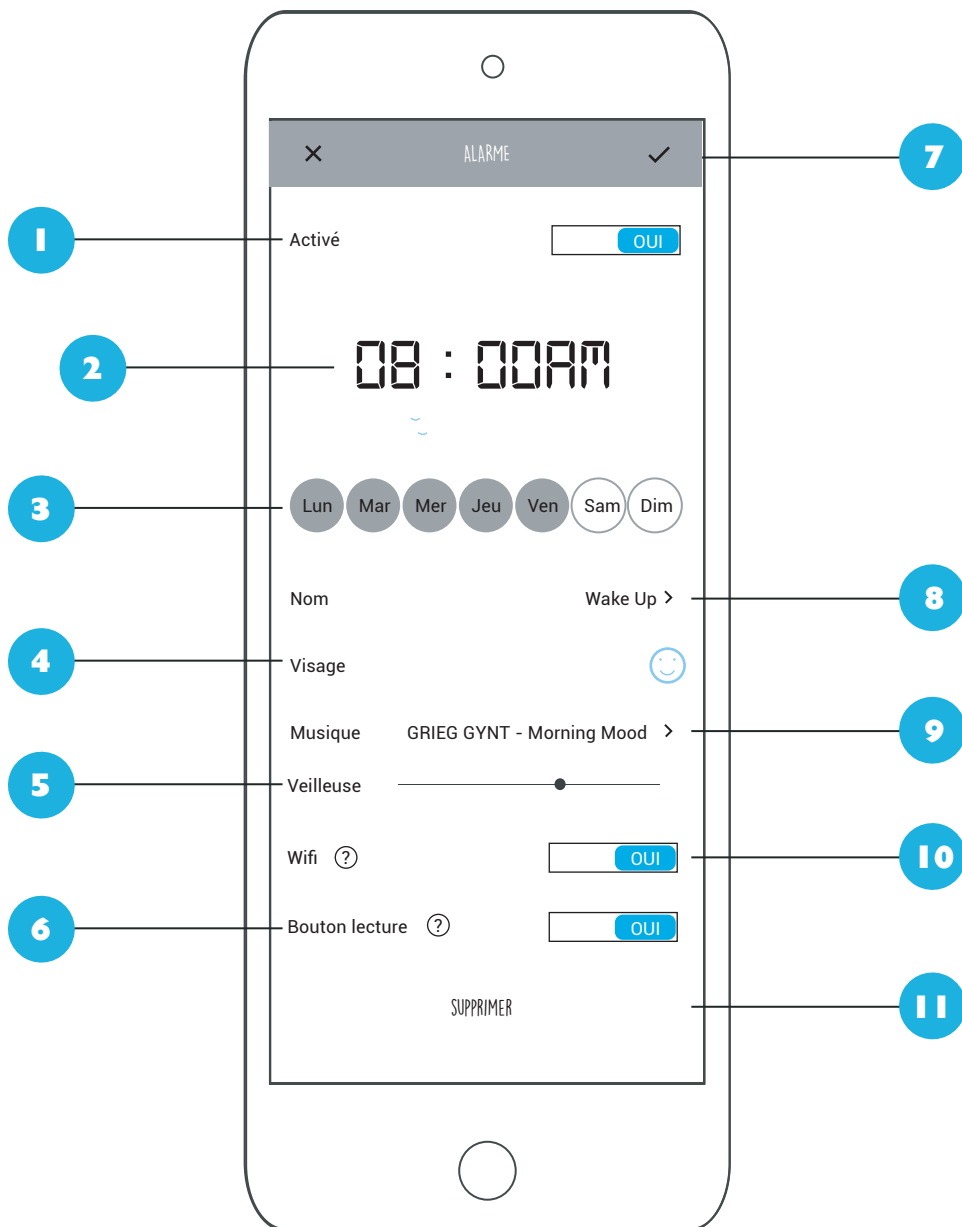 ALARME
7
1
Activé OUI
2
08 : 00AM
3
Lun Mar Mer Jeu Ven Sam Dim
Nom Wake Up >
8
4
Visage
Musique GRIEG GYNT - Morning Mood >
9
5
Veilleuse
Wifi ? OUI
10
6
Bouton lecture ? OUI
SUPPRIMER
11